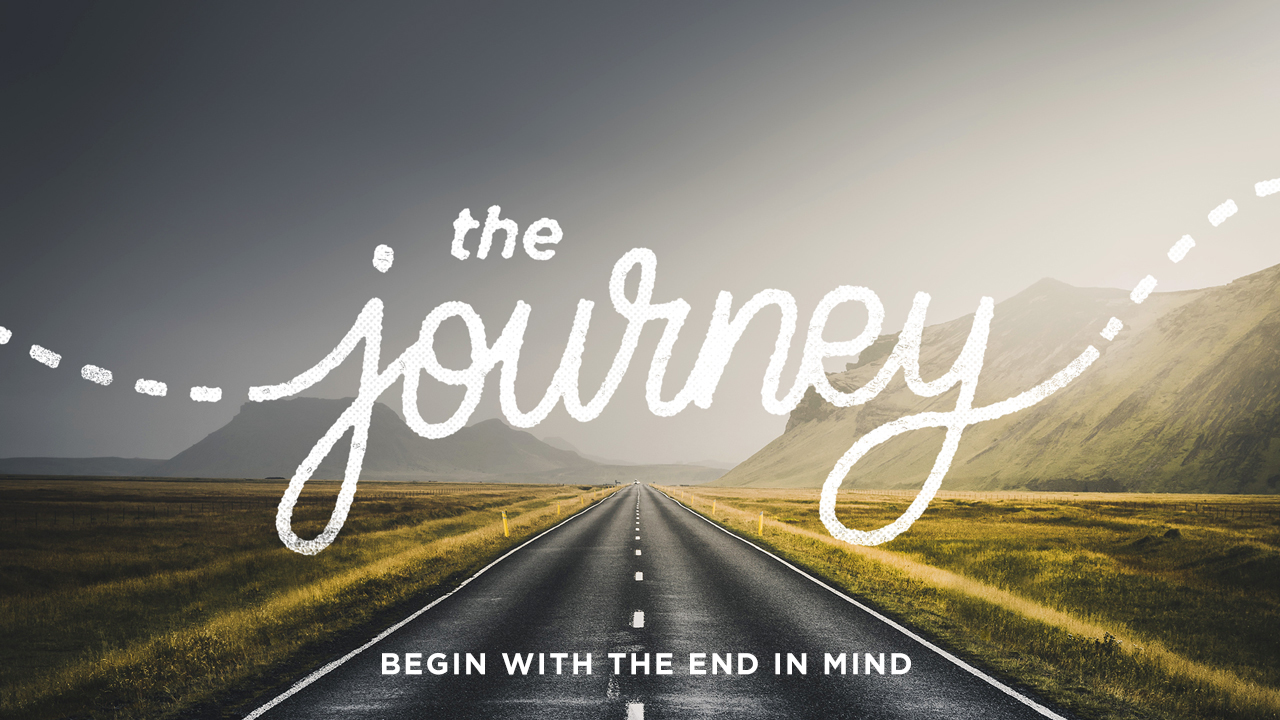 the
journey
BEGIN WITH THE END IN MIND